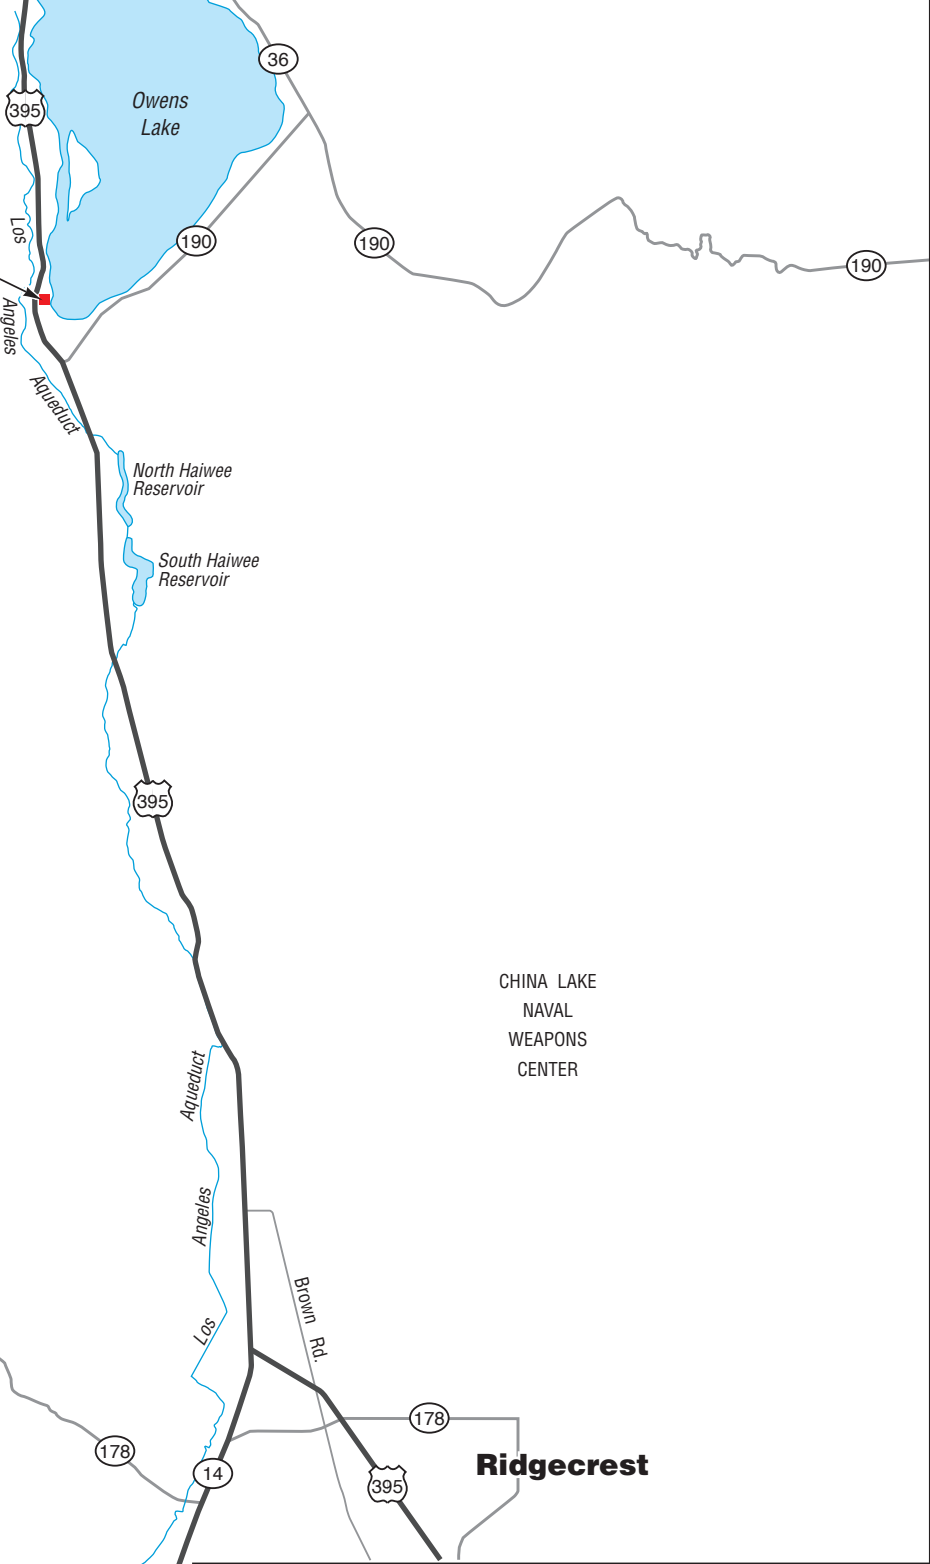 36
395
Owens
Lake
Los
190
190
190
Angeles
Aqueduct
North Haiwee
Reservoir
South Haiwee
Reservoir
395
CHINA LAKE
NAVAL
WEAPONS
CENTER
Aqueduct
Angeles
Los
Brown Rd.
178
178
14
Ridgecrest
395